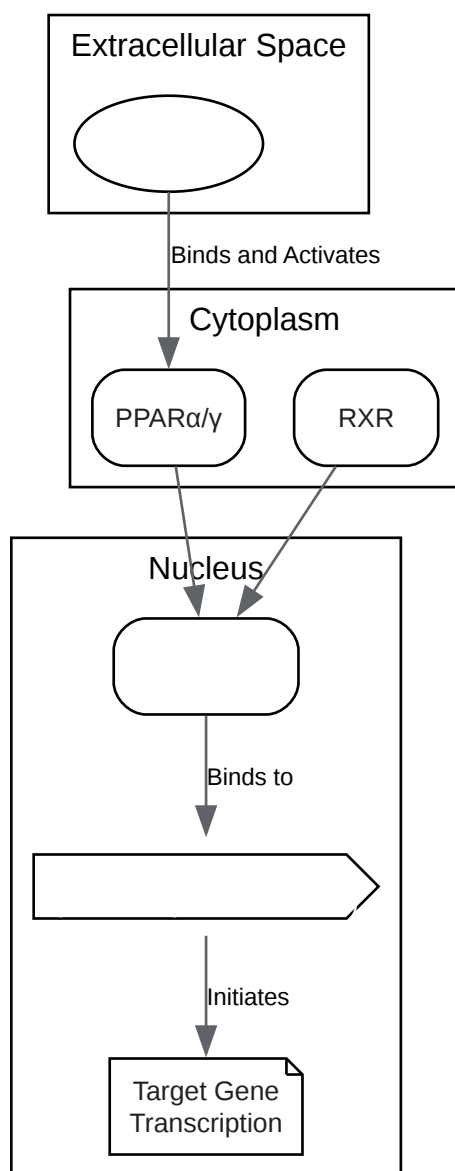 Extracellular Space
Binds and Activates
Cytoplasm
PPARα/γ
RXR
Nucleus
Binds to
Initiates
Target Gene
Transcription